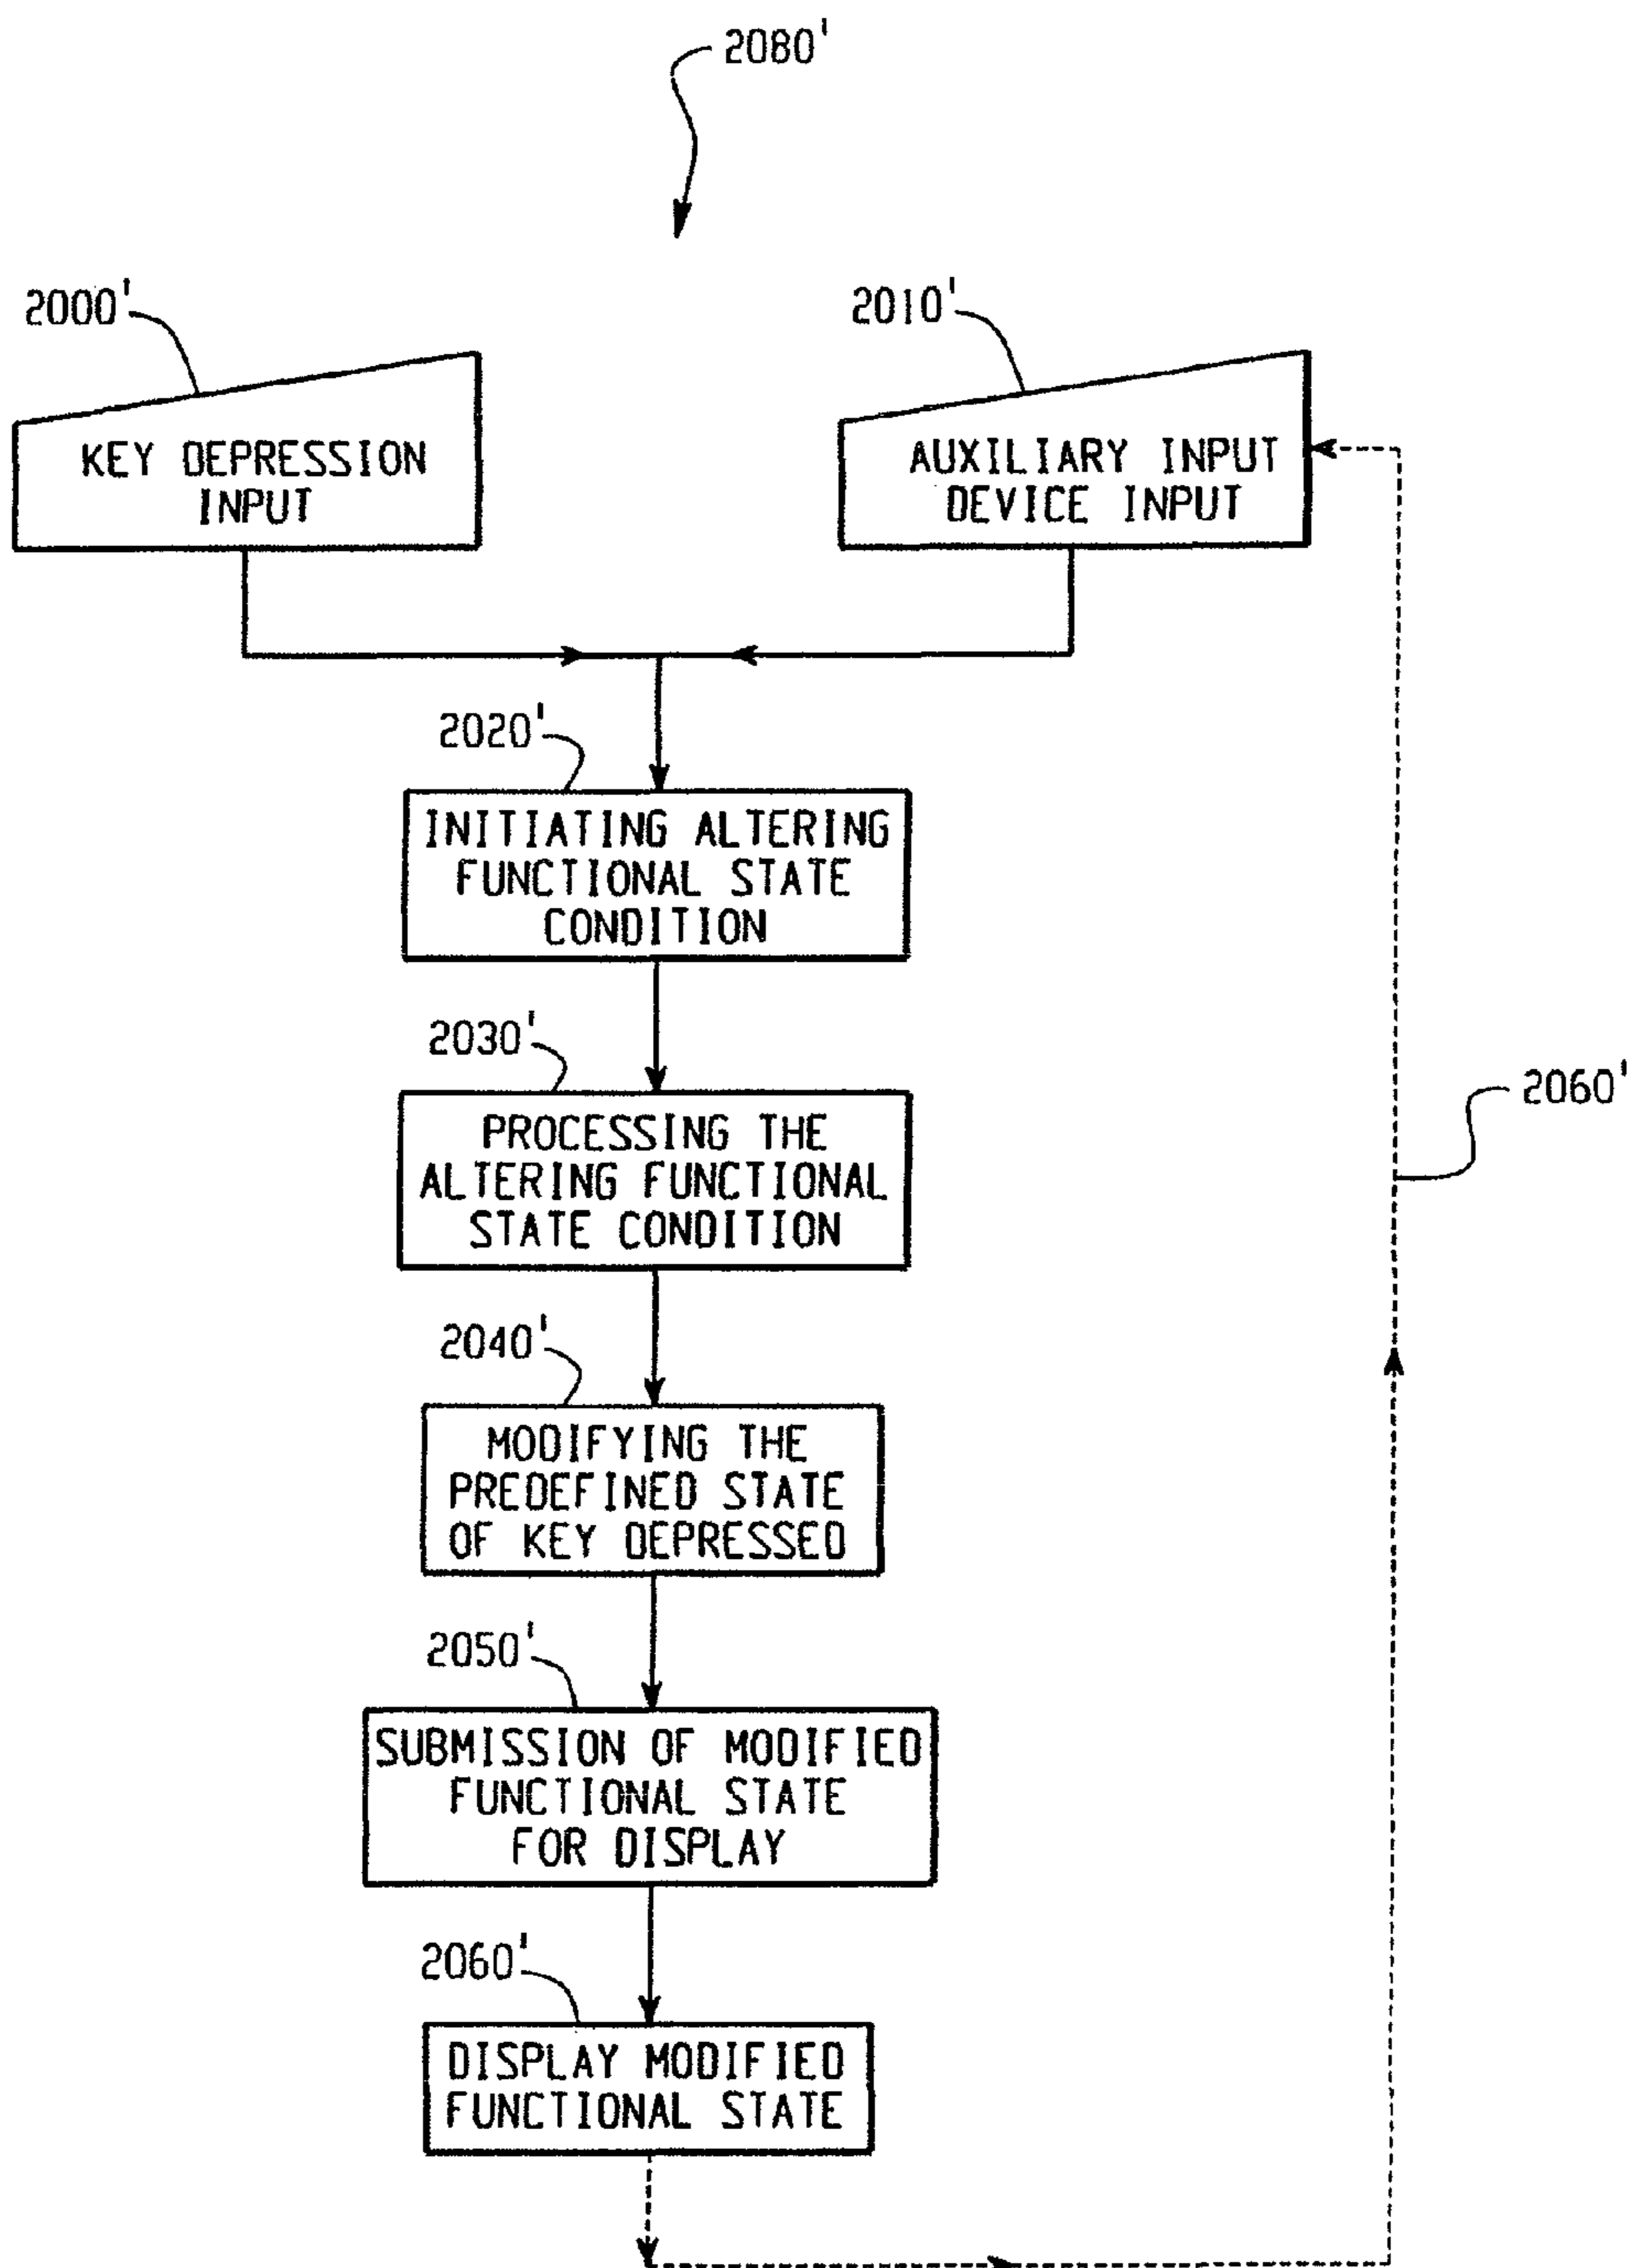 2080'
2000'
2010'
KEY DEPRESSION
INPUT
AUXILIARY INPUT
DEVICE INPUT
2020'
INITIATING ALTERING
FUNCTIONAL STATE
CONDITION
2030'
PROCESSING THE
ALTERING FUNCTIONAL
STATE CONDITION
2060'
2040'
MODIFYING THE
PREDEFINED STATE
OF KEY DEPRESSED
2050'
SUBMISSION OF MODIFIED
FUNCTIONAL STATE
FOR DISPLAY
2060'
DISPLAY MODIFIED
FUNCTIONAL STATE